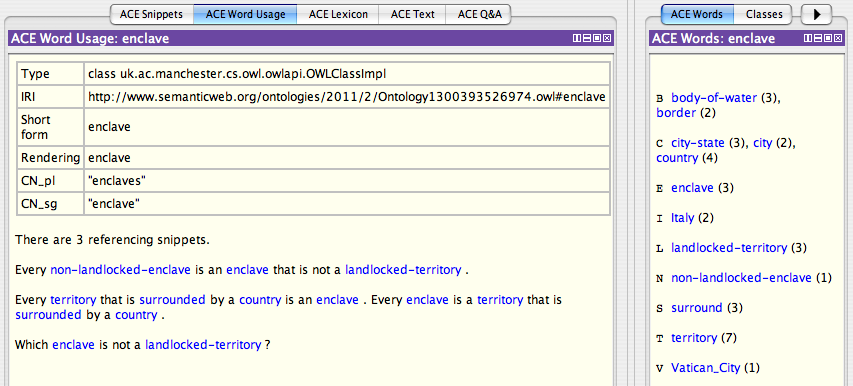 ACE Snippets ACE Word Usage ACE Lexicon ACE Text ACE Q&A
ACE Word Usage: enclave
Type class uk.ac.manchester.cs.owl.owlapi.OWLClassImpl
IRI http://www.semanticweb.org/ontologies/2011/2/Ontology1300393526974.owl#enclave
Short
form enclave
Rendering enclave
CN_pl "enclaves"
CN_sg "enclave"
There are 3 referencing snippets.
Every non-landlocked-enclave is an enclave that is not a landlocked-territory .
Every territory that is surrounded by a country is an enclave . Every enclave is a territory that is
surrounded by a country .
Which enclave is not a landlocked-territory ?
ACE Words Classes
ACE Words: enclave
B body-of-water (3),
border (2)
C city-state (3), city (2),
country (4)
E enclave (3)
I Italy (2)
L landlocked-territory (3)
N non-landlocked-enclave (1)
S surround (3)
T territory (7)
V Vatican_City (1)